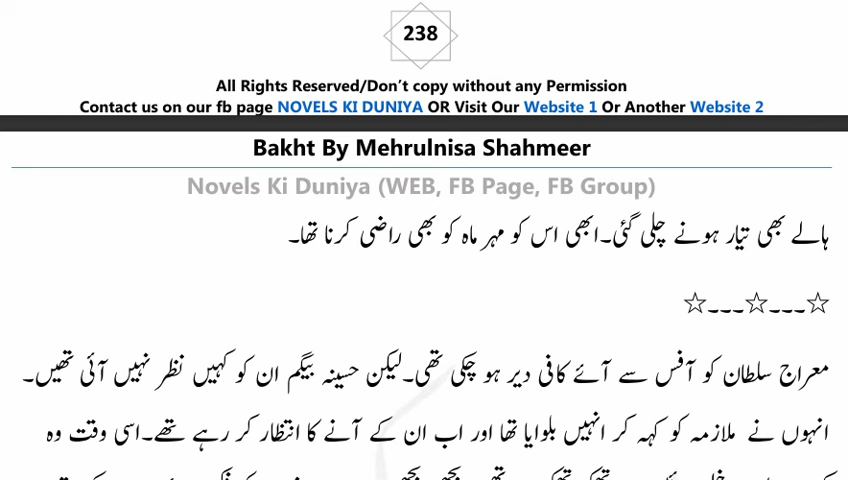 238
All Rights Reserved/Don't copy without any Permission
Contact us on our fb page NOVELS KI DUNIYA OR Visit Our Website 1 Or Another Website 2
Bakht By Mehrulnisa Shahmeer
Novels Ki Duniya (WEB, FB Page, FB Group)
ہالے بھی تیار ہونے چلی گئی۔ ابھی اس کو مہر ماہ کو بھی راضی کرنا تھا۔
☆---☆---☆
معراج سلطان کو آفس سے آئے کافی دیر ہو چکی تھی۔ لیکن حسینہ بیگم ان کو کہیں نظر نہیں آئی تھیں۔
انہوں نے ملازمہ کو کہہ کر انہیں بلوایا تھا اور اب ان کے آنے کا انتظار کر رہے تھے۔ اسی وقت وہ